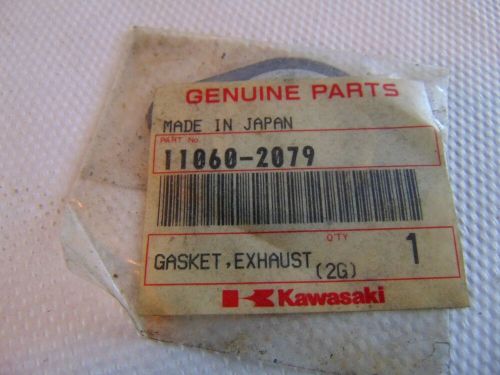 GENUINE PARTS
MADE IN JAPAN
PART No.
11060-2079
Q'TY
GASKET,EXHAUST (2G) 1
Kawasaki